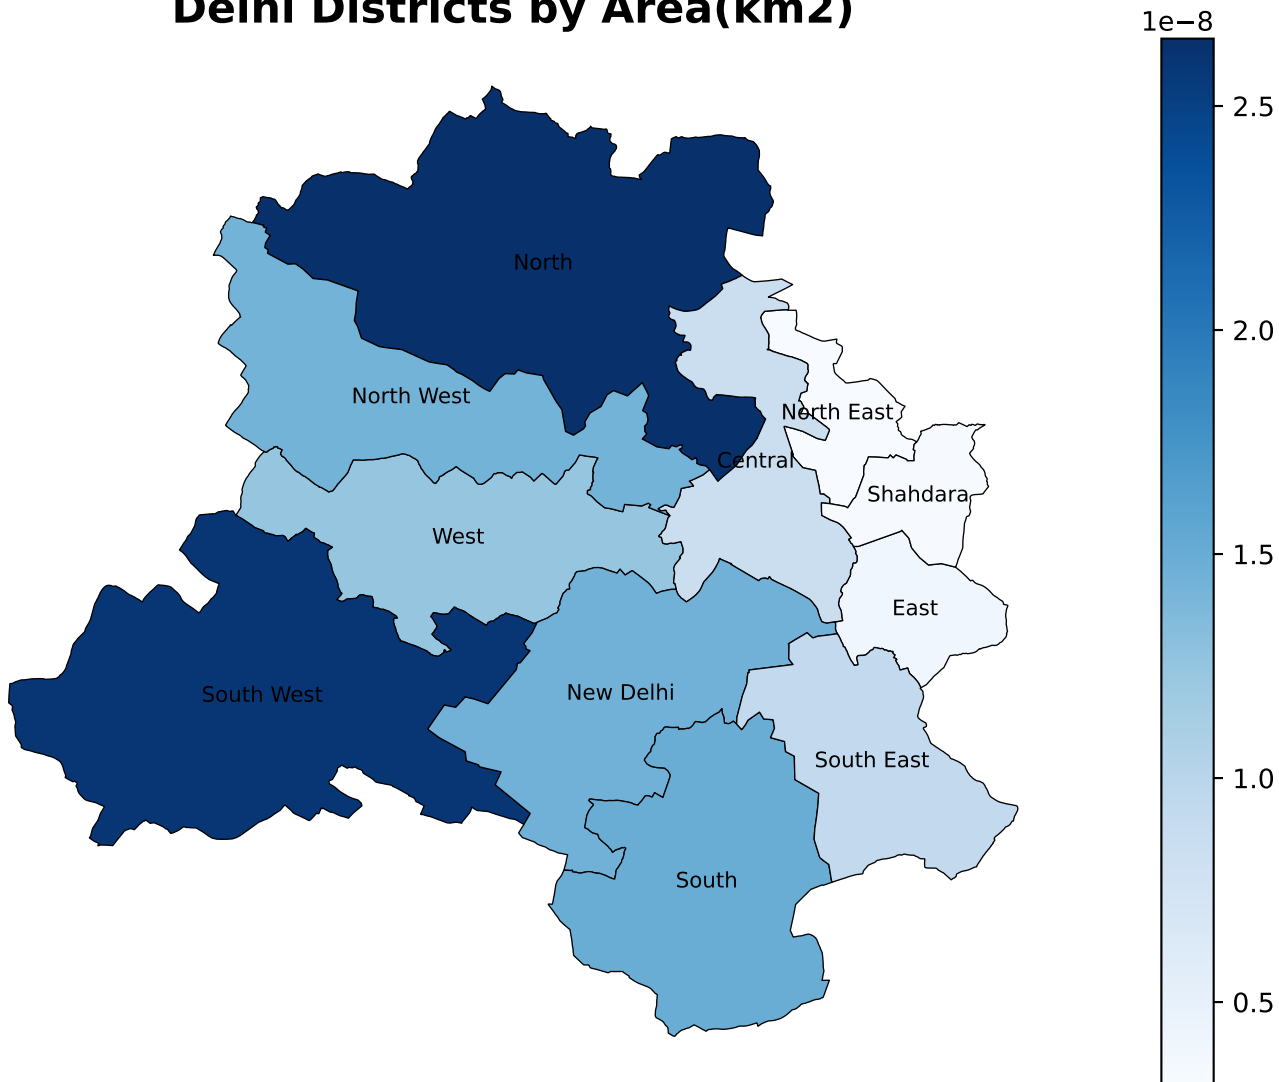 Delhi Districts by Area(km2)
1e−8
2.5
North
2.0
North West
North East
Central
Shahdara
West
1.5
East
South West
New Delhi
South East
1.0
South
0.5